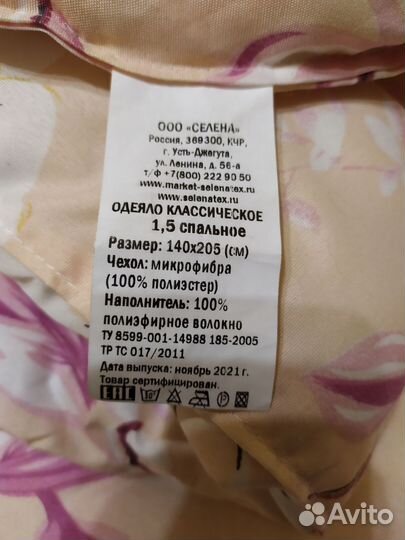 ООО «СЕЛЕНА»
Россия, 369300, КЧР,
г. Усть-Джегута,
ул. Ленина, д. 56-а
т/ф +7(800) 222 90 50
www.market-selenatex.ru
www.selenatex.ru
ОДЕЯЛО КЛАССИЧЕСКОЕ
1,5 спальное
Размер: 140x205 (см)
Чехол: микрофибра
(100% полиэстер)
Наполнитель: 100%
полиэфирное волокно
ТУ 8599-001-14988 185-2005
ТР ТС 017/2011
Дата выпуска: ноябрь 2021 г.
Товар сертифицирован.
ЕАС
Avito